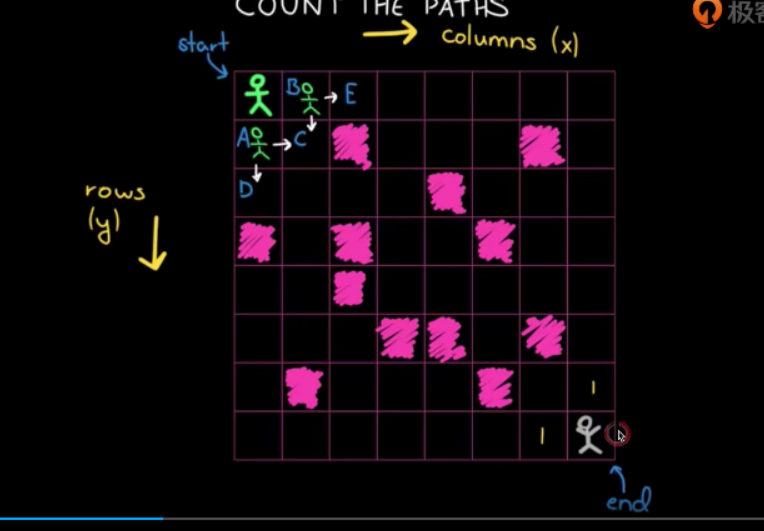 COUNT THE PATHS
极客
columns (x)
start
B E
A C
D
rows
(y)
1
1
end